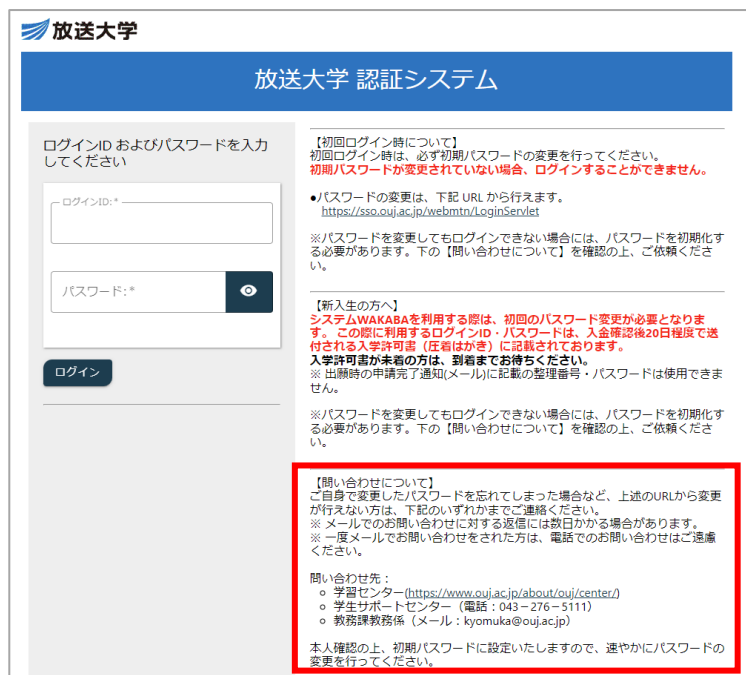 放送大学
放送大学 認証システム
ログインID およびパスワードを入力
してください
ログインID:*
パスワード:*
ログイン
【初回ログイン時について】
初回ログイン時は、必ず初期パスワードの変更を行ってください。
初期パスワードが変更されていない場合、ログインすることができません。
●パスワードの変更は、下記 URL から行えます。
https://sso.ouj.ac.jp/webmtn/LoginServlet
※パスワードを変更してもログインできない場合には、パスワードを初期化す
る必要があります。下の【問い合わせについて】を確認の上、ご依頼くださ
い。
【新入生の方へ】
システムWAKABAを利用する際は、初回のパスワード変更が必要となりま
す。 この際に利用するログインID・パスワードは、入金確認後20日程度で送
付される入学許可書（圧着はがき）に記載されております。
入学許可書が未着の方は、到着までお待ちください。
※ 出願時の申請完了通知(メール)に記載の整理番号・パスワードは使用できま
せん。
※パスワードを変更してもログインできない場合には、パスワードを初期化す
る必要があります。下の【問い合わせについて】を確認の上、ご依頼くださ
い。
【問い合わせについて】
ご自身で変更したパスワードを忘れてしまった場合など、上述のURLから変更
が行えない方は、下記のいずれかまでご連絡ください。
※ メールでのお問い合わせに対する返信には数日かかる場合があります。
※ 一度メールでお問い合わせをされた方は、電話でのお問い合わせはご遠慮
ください。
問い合わせ先：
○ 学習センター(https://www.ouj.ac.jp/about/ouj/center/)
○ 学生サポートセンター（電話：043－276－5111）
○ 教務課教務係（メール：kyomuka@ouj.ac.jp）
本人確認の上、初期パスワードに設定いたしますので、速やかにパスワードの
変更を行ってください。